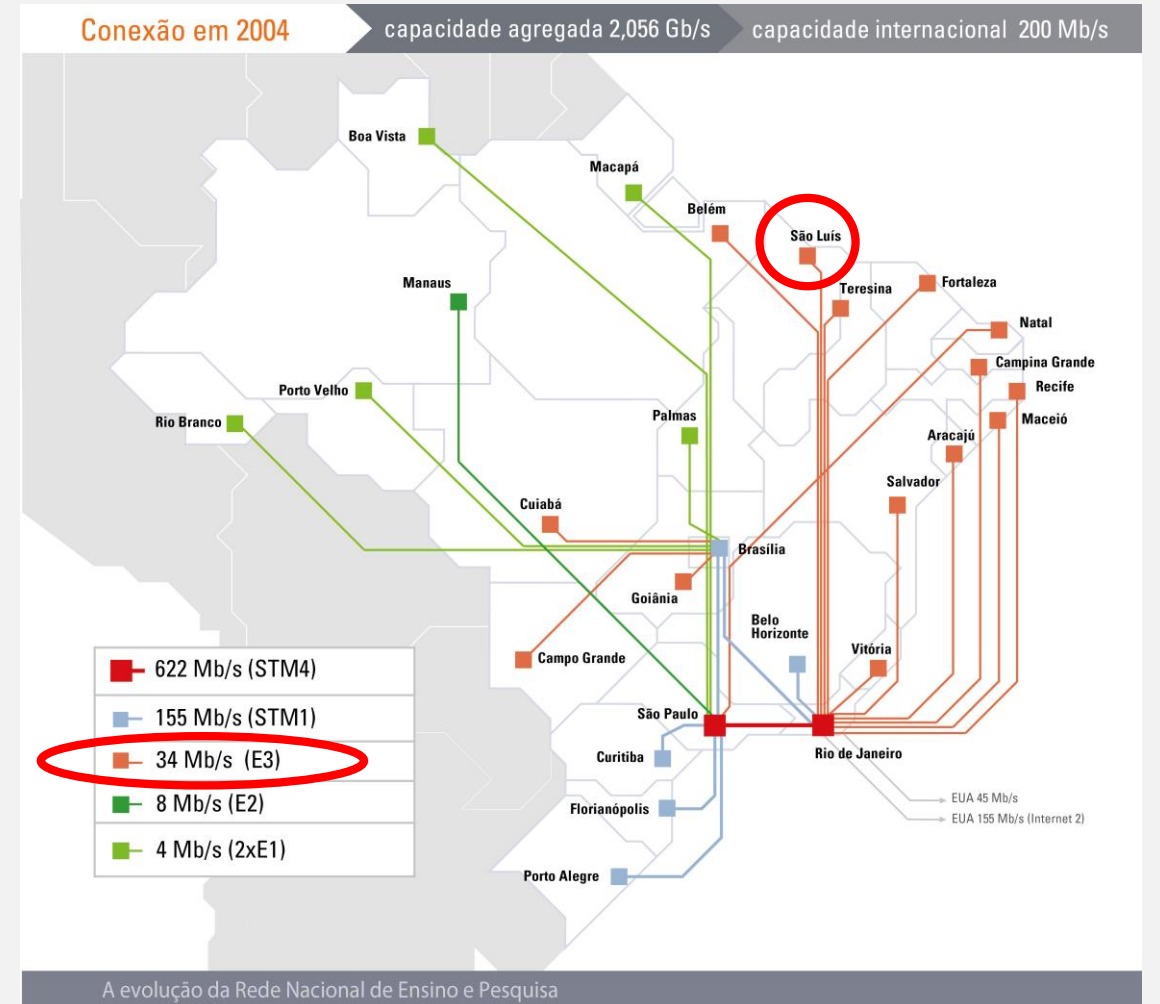 Conexão em 2004
capacidade agregada 2,056 Gb/s
capacidade internacional 200 Mb/s
Boa Vista
Macapá
Belém
São Luís
Manaus
Teresina
Fortaleza
Natal
Campina Grande
Porto Velho
Recife
Rio Branco
Palmas
Maceió
Aracajú
Salvador
Cuiabá
Brasília
Goiânia
Belo
Horizonte
Vitória
Campo Grande
622 Mb/s (STM4)
155 Mb/s (STM1)
34 Mb/s (E3)
8 Mb/s (E2)
4 Mb/s (2xE1)
São Paulo
Rio de Janeiro
Curitiba
Florianópolis
Porto Alegre
EUA 45 Mb/s
EUA 155 Mb/s (Internet 2)
A evolução da Rede Nacional de Ensino e Pesquisa